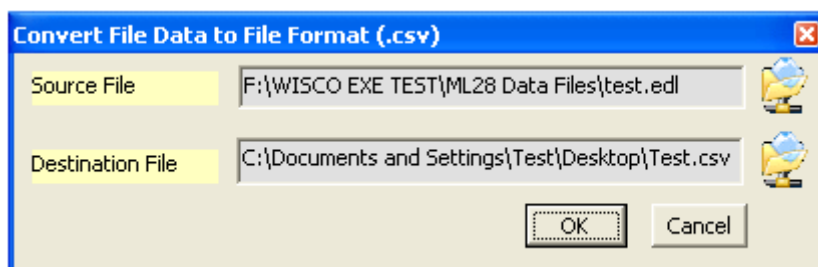 Convert File Data to File Format (.csv)
Source File F:\WISCO EXE TEST\ML28 Data Files\test.edl
Destination File C:\Documents and Settings\Test\Desktop\Test.csv
OK Cancel